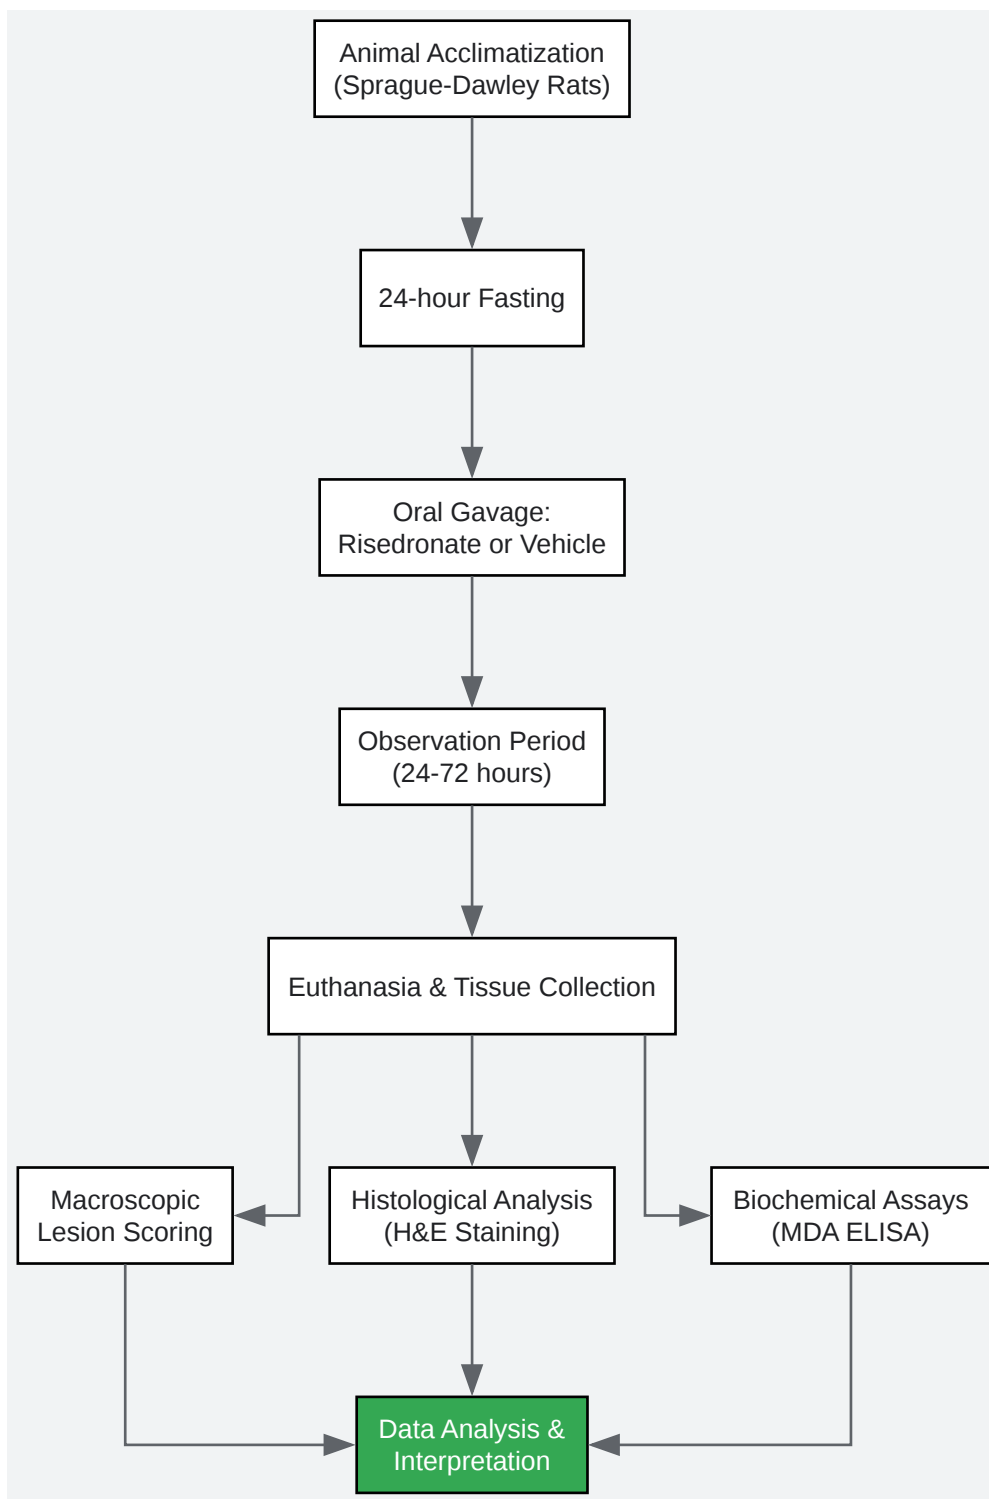 Animal Acclimatization
(Sprague-Dawley Rats)
24-hour Fasting
Oral Gavage:
Risedronate or Vehicle
Observation Period
(24-72 hours)
Euthanasia & Tissue Collection
Macroscopic
Lesion Scoring
Histological Analysis
(H&E Staining)
Biochemical Assays
(MDA ELISA)
Data Analysis &
Interpretation